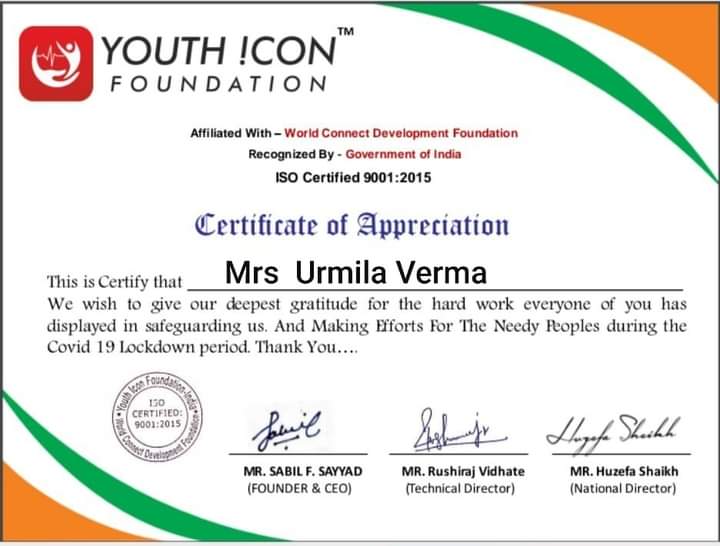 YOUTH !CON™
FOUNDATION
Affiliated With – World Connect Development Foundation
Recognized By - Government of India
ISO Certified 9001:2015
Certificate of Appreciation
This is Certify that Mrs Urmila Verma
We wish to give our deepest gratitude for the hard work everyone of you has
displayed in safeguarding us. And Making Efforts For The Needy Peoples during the
Covid 19 Lockdown period. Thank You….
Youth Icon Foundation-India
ISO
CERTIFIED:
9001:2015
World Connect Development Foundation
Huzefa Shaikh
MR. SABIL F. SAYYAD
(FOUNDER & CEO)
MR. Rushiraj Vidhate
(Technical Director)
MR. Huzefa Shaikh
(National Director)